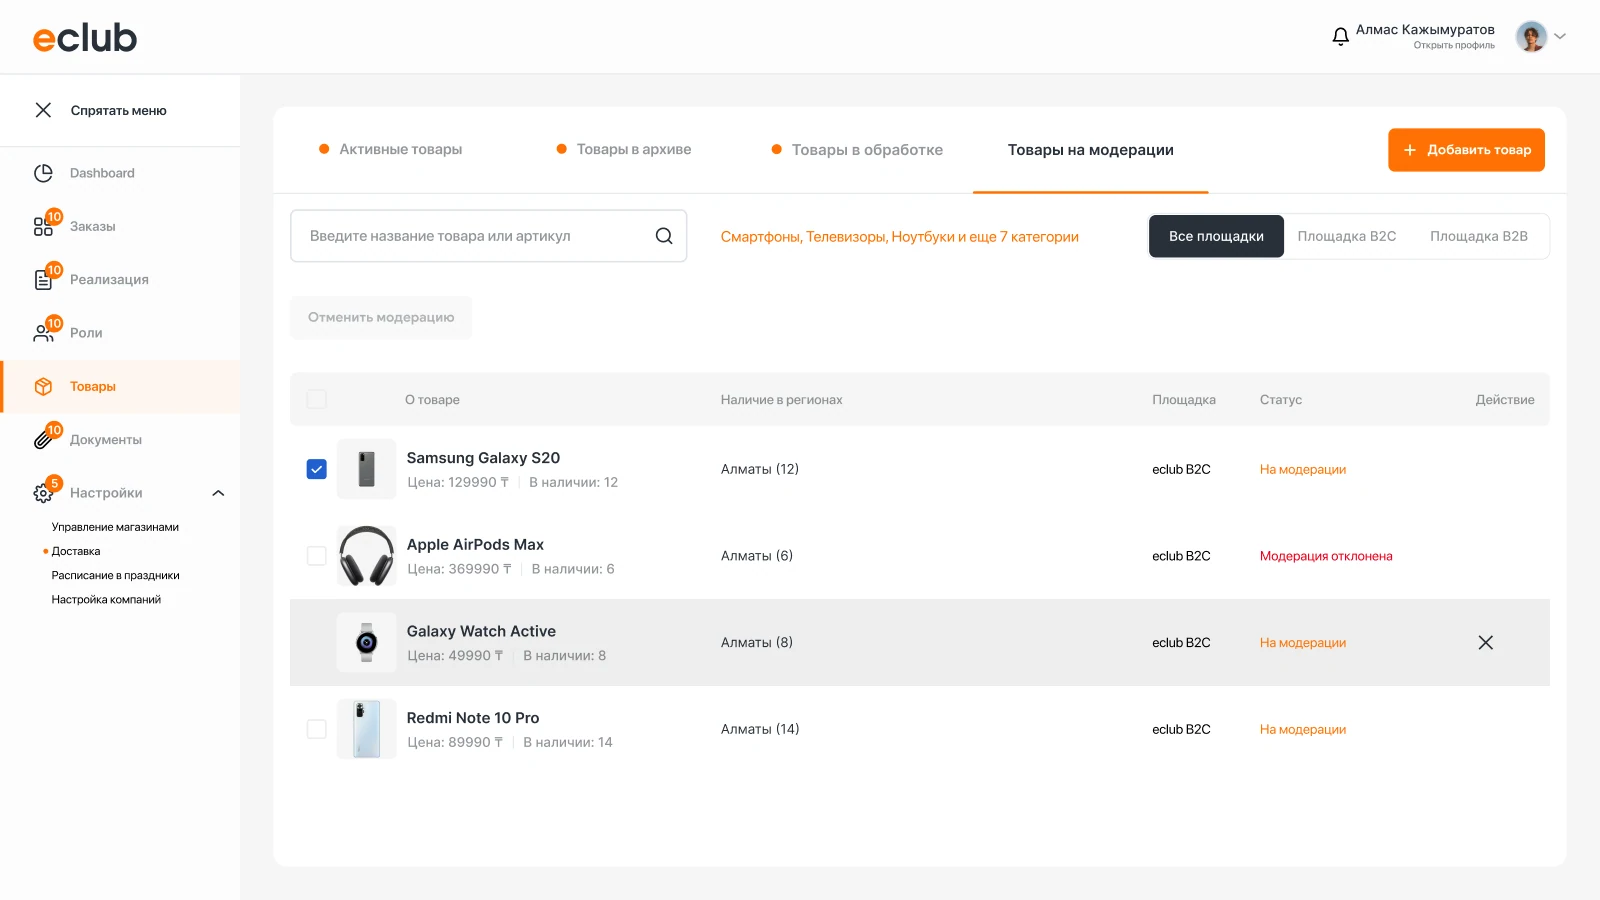 eclub
Алмас Кажымуратов
Открыть профиль
Спрятать меню
Dashboard
10
Заказы
10
Реализация
10
Роли
Товары
10
Документы
5
Настройки
Управление магазинами
Доставка
Расписание в праздники
Настройка компаний
Активные товары
Товары в архиве
Товары в обработке
Товары на модерации
Добавить товар
Введите название товара или артикул
Смартфоны, Телевизоры, Ноутбуки и еще 7 категории
Все площадки
Площадка B2C
Площадка B2B
Отменить модерацию
О товаре
Наличие в регионах
Площадка
Статус
Действие
Samsung Galaxy S20
Цена: 129990 ₸ | В наличии: 12
Алматы (12)
eclub B2C
На модерации
Apple AirPods Max
Цена: 369990 ₸ | В наличии: 6
Алматы (6)
eclub B2C
Модерация отклонена
Galaxy Watch Active
Цена: 49990 ₸ | В наличии: 8
Алматы (8)
eclub B2C
На модерации
Redmi Note 10 Pro
Цена: 89990 ₸ | В наличии: 14
Алматы (14)
eclub B2C
На модерации